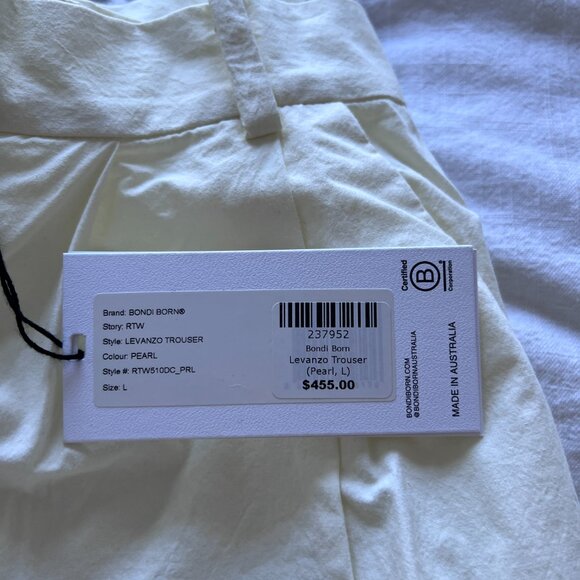 Brand: BONDI BORN®
Story: RTW
Style: LEVANZO TROUSER
Colour: PEARL
Style #: RTW510DC_PRL
Size: L
237952
Bondi Born
Levanzo Trouser
(Pearl, L)
$455.00
Certified
B
Corporation
BONDIBORN.COM
@BONDIBORNAUSTRALIA
MADE IN AUSTRALIA